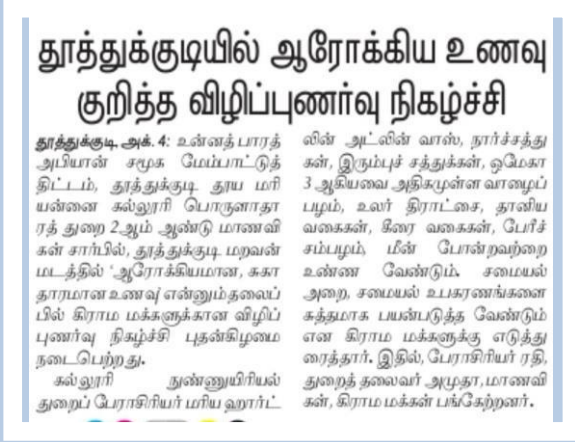 தூத்துக்குடியில் ஆரோக்கிய உணவு
குறித்த விழிப்புணர்வு நிகழ்ச்சி
தூத்துக்குடி அக். 4: உன்னத் பாரத்
அபியான் சமூக மேம்பாட்டுத்
திட்டம், தூத்துக்குடி தூய மரி
யன்னை கல்லூரி பொருளாதா
ரத் துறை 2ஆம் ஆண்டு மாணவி
கள் சார்பில், தூத்துக்குடி மறவன்
மடத்தில் 'ஆரோக்கியமான, சுகா
தாரமான உணவு' என்னும் தலைப்
பில் கிராம மக்களுக்கான விழிப்
புணர்வு நிகழ்ச்சி புதன்கிழமை
நடைபெற்றது.
கல்லூரி நுண்ணுயிரியல்
துறைப் பேராசிரியர் மரிய ஹார்ட்
லின் அட்லின் வாஸ், நார்ச்சத்து
கள், இரும்புச் சத்துக்கள், ஒமேகா
3 ஆகியவை அதிகமுள்ள வாழைப்
பழம், உலர் திராட்சை, தானிய
வகைகள், கீரை வகைகள், பேரீச்
சம்பழம், மீன் போன்றவற்றை
உண்ண வேண்டும். சமையல்
அறை, சமையல் உபகரணங்களை
சுத்தமாக பயன்படுத்த வேண்டும்
என கிராம மக்களுக்கு எடுத்து
ரைத்தார். இதில், பேராசிரியர் ரதி,
துறைத் தலைவர் அமுதா, மாணவி
கள், கிராம மக்கள் பங்கேற்றனர்.